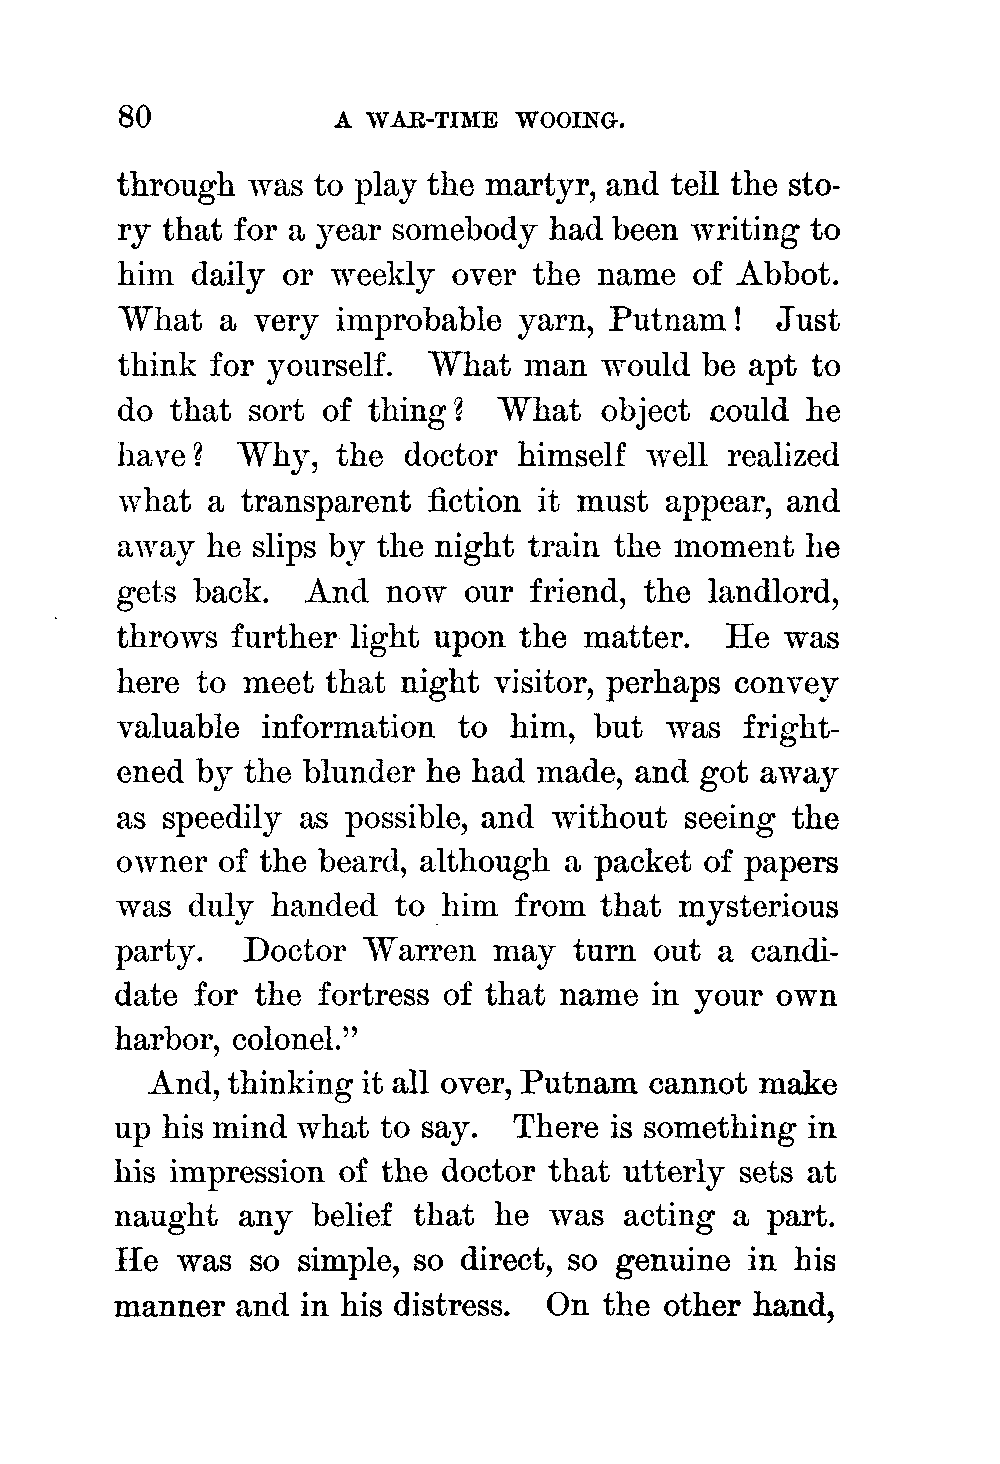 80 A WAR-TIME WOOING.
through was to play the martyr, and tell the sto-
ry that for a year somebody had been writing to
him daily or weekly over the name of Abbot.
What a very improbable yarn, Putnam! Just
think for yourself. What man would be apt to
do that sort of thing? What object could he
have? Why, the doctor himself well realized
what a transparent fiction it must appear, and
away he slips by the night train the moment he
gets back. And now our friend, the landlord,
throws further light upon the matter. He was
here to meet that night visitor, perhaps convey
valuable information to him, but was fright-
ened by the blunder he had made, and got away
as speedily as possible, and without seeing the
owner of the beard, although a packet of papers
was duly handed to him from that mysterious
party. Doctor Warren may turn out a candi-
date for the fortress of that name in your own
harbor, colonel.”
And, thinking it all over, Putnam cannot make
up his mind what to say. There is something in
his impression of the doctor that utterly sets at
naught any belief that he was acting a part.
He was so simple, so direct, so genuine in his
manner and in his distress. On the other hand,